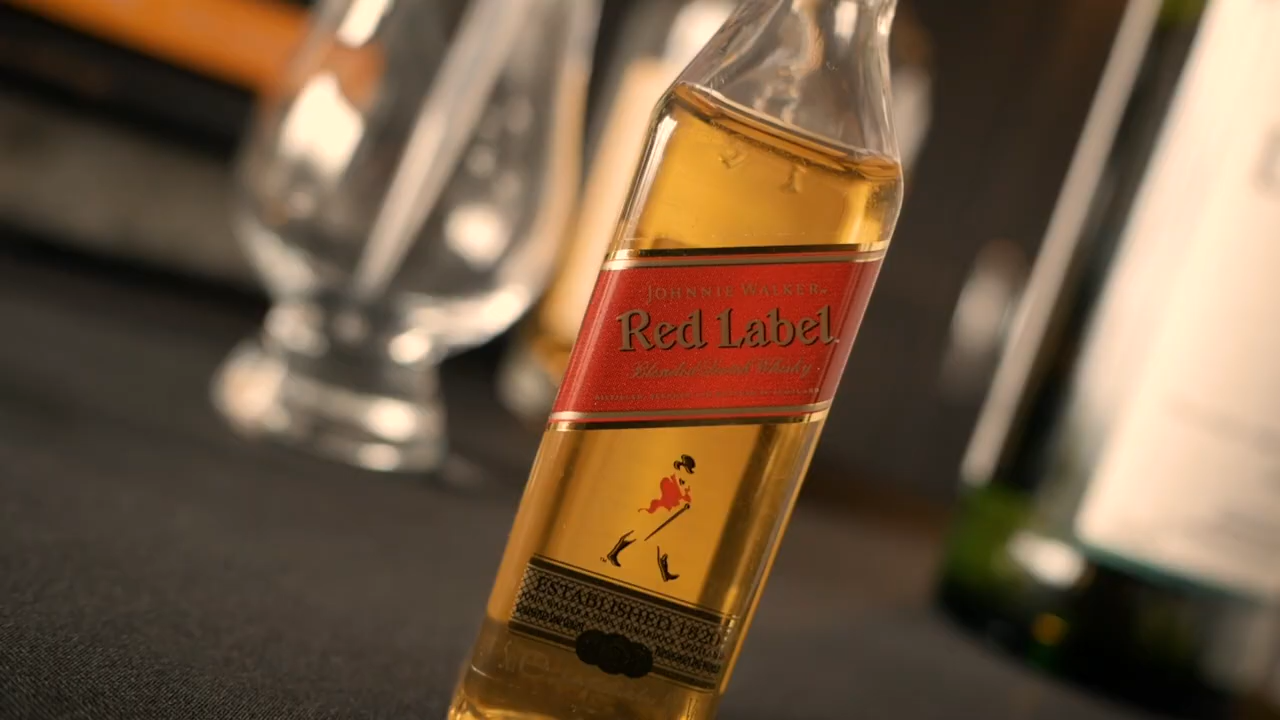 JOHNNIE WALKER
Red Label
Blended Scotch Whisky
ESTABLISHED 1820